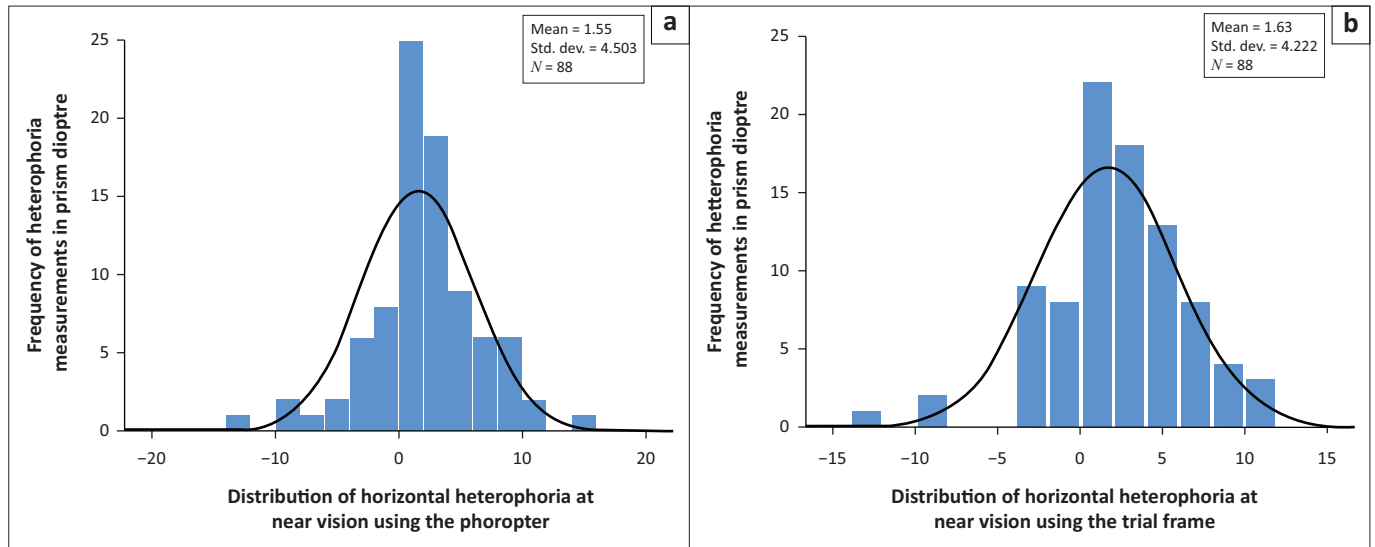 a
Mean = 1.55
Std. dev. = 4.503
N = 88
25
20
15
10
5
0
Frequency of heterophoria
measurements in prism dioptre
−20
−10
0
10
20
Distribution of horizontal heterophoria at
near vision using the phoropter
b
Mean = 1.63
Std. dev. = 4.222
N = 88
25
20
15
10
5
0
Frequency of hetterophoria
measurements in prism dioptre
−15
−10
−5
0
5
10
15
Distribution of horizontal heterophoria at
near vision using the trial frame